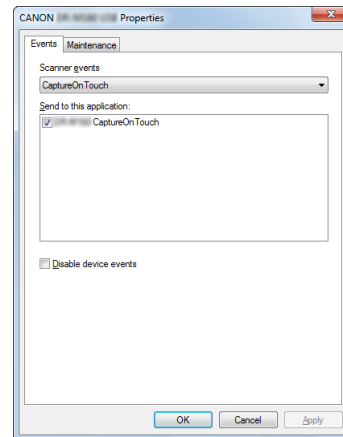 CANON Properties
Events Maintenance
Scanner events
CaptureOnTouch
Send to this application:
CaptureOnTouch
Disable device events
OK Cancel Apply